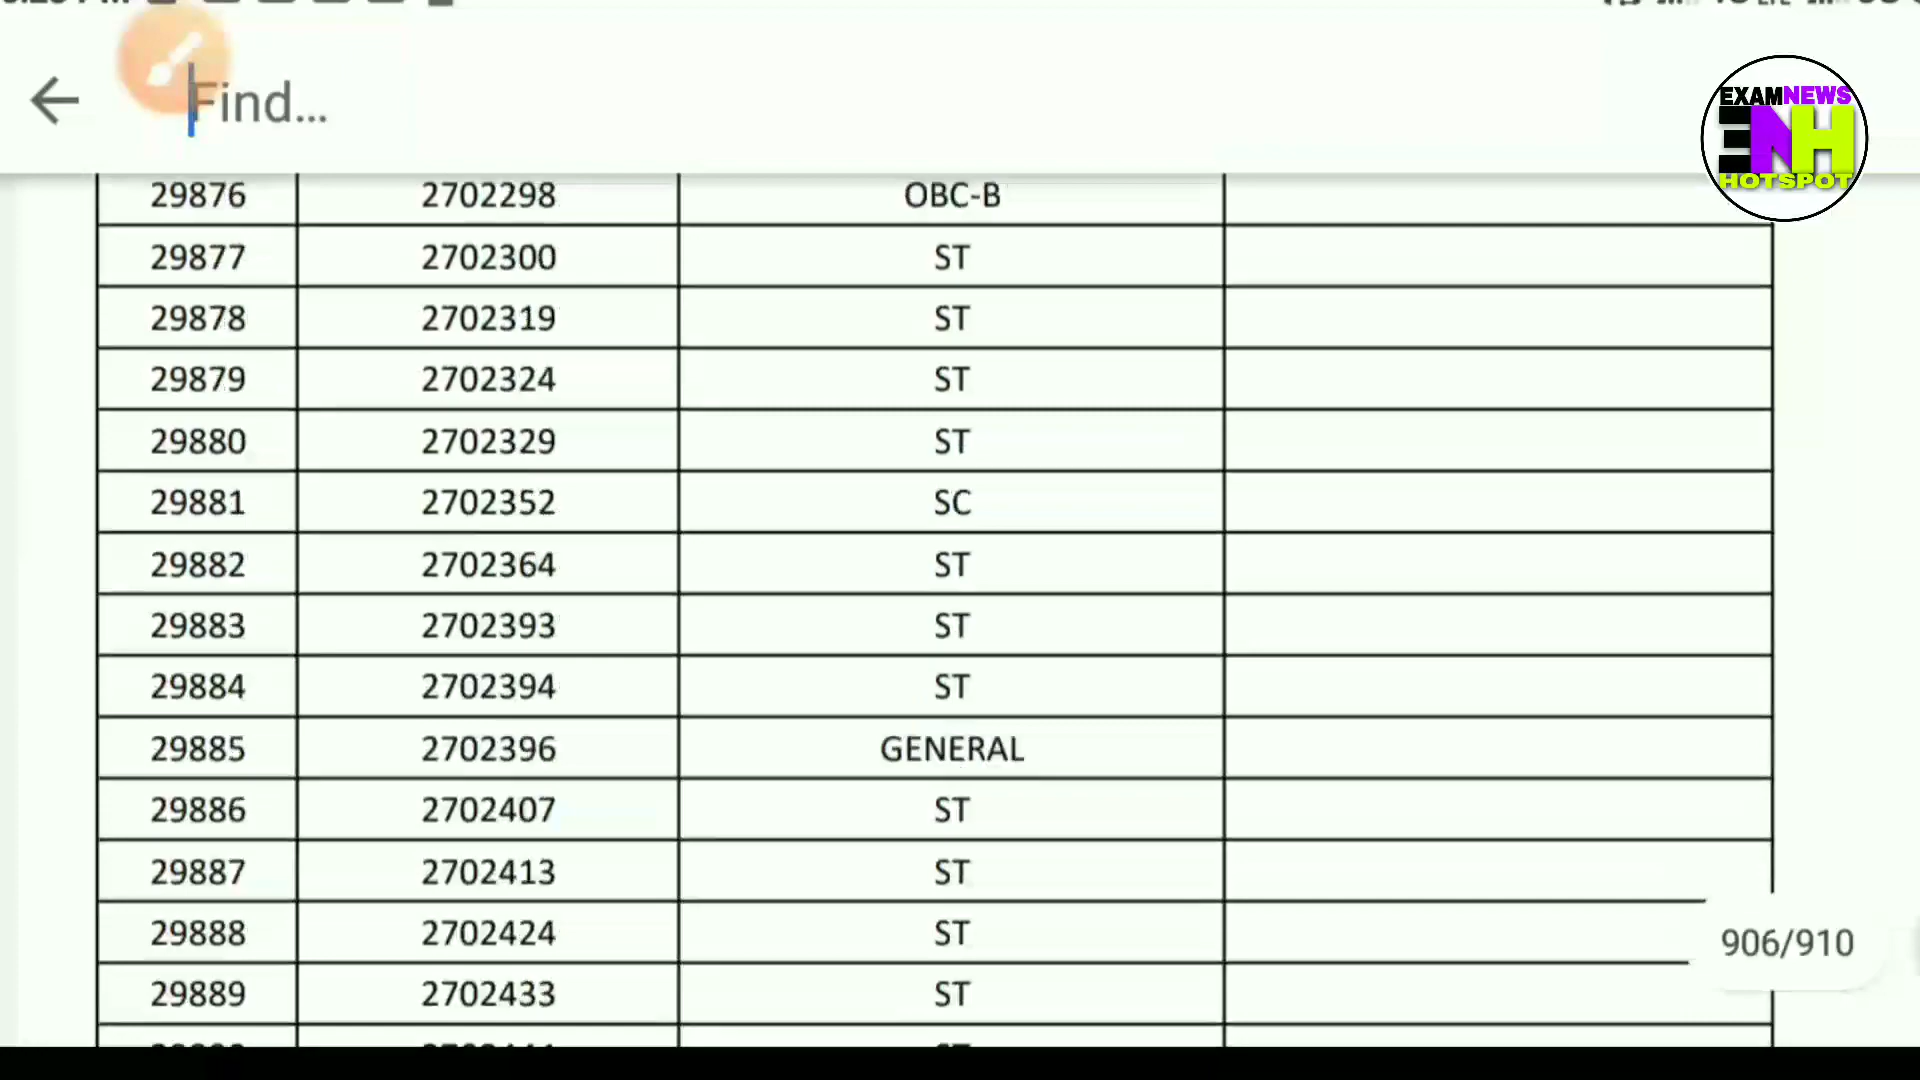 Find...
EXAMNEWS
ENH
HOTSPOT
29876 2702298 OBC-B
29877 2702300 ST
29878 2702319 ST
29879 2702324 ST
29880 2702329 ST
29881 2702352 SC
29882 2702364 ST
29883 2702393 ST
29884 2702394 ST
29885 2702396 GENERAL
29886 2702407 ST
29887 2702413 ST
29888 2702424 ST
906/910
29889 2702433 ST